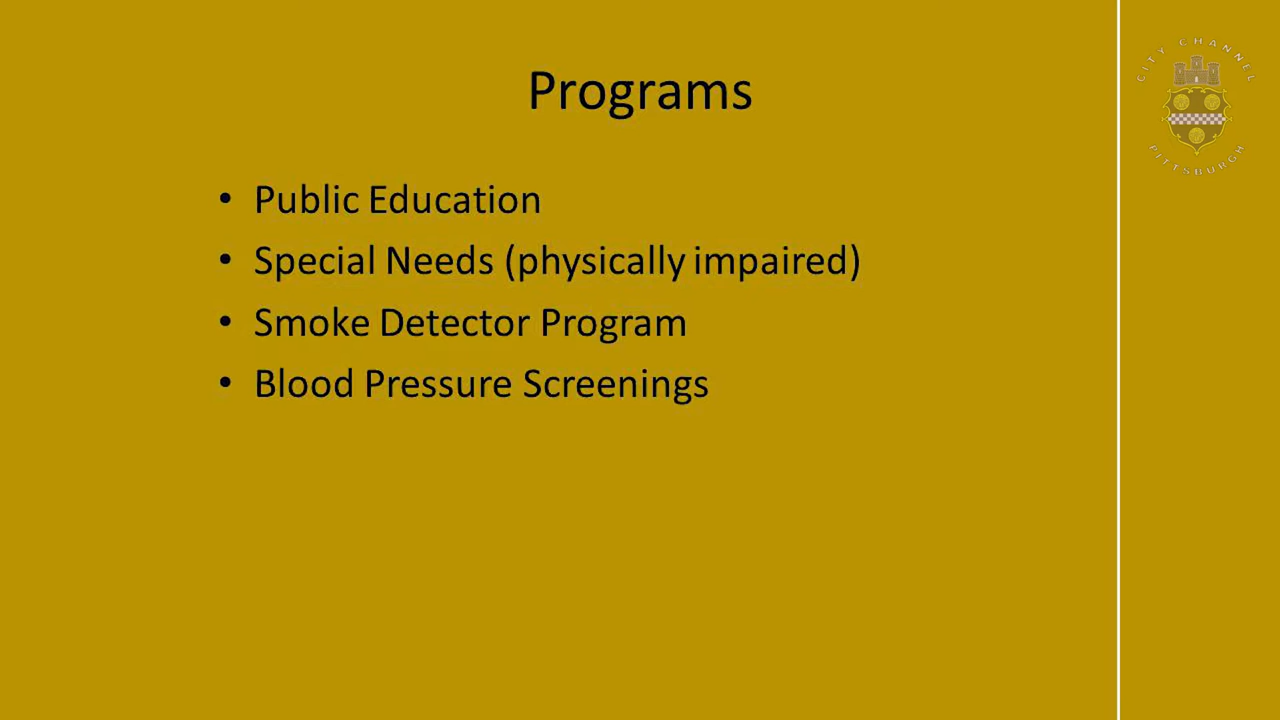 Programs
• Public Education
• Special Needs (physically impaired)
• Smoke Detector Program
• Blood Pressure Screenings
CITY CHANNEL
PITTSBURGH